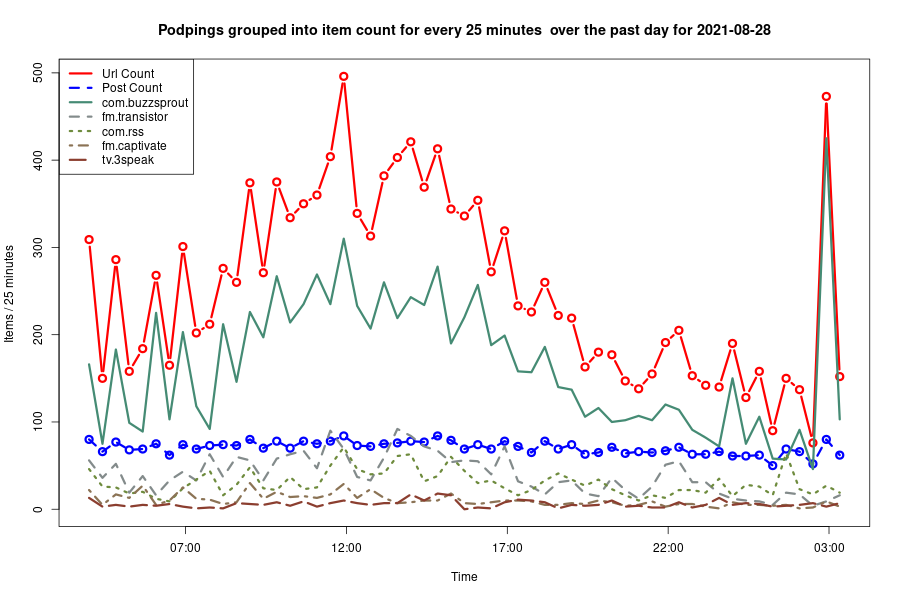 Podpings grouped into item count for every 25 minutes  over the past day for 2021-08-28
Url Count
Post Count
com.buzzsprout
fm.transistor
com.rss
fm.captivate
tv.3speak
500
400
300
200
100
0
Items / 25 minutes
07:00
12:00
17:00
22:00
03:00
Time